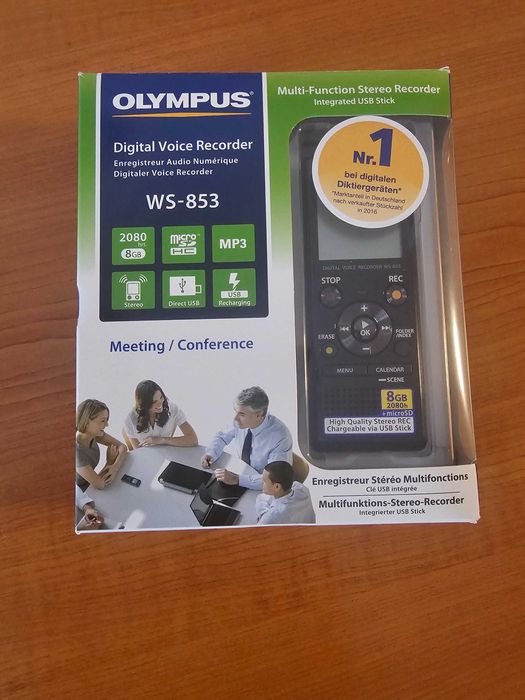 OLYMPUS
Digital Voice Recorder
Enregistreur Audio Numérique
Digitaler Voice Recorder
WS-853
2080
hrs.
8GB
micro
SD
HC
MP3
Stereo
Direct USB
USB
Recharging
Meeting / Conference
Multi-Function Stereo Recorder
Integrated USB Stick
Nr.1
bei digitalen
Diktiergeräten*
*Marktanteil in Deutschland
nach verkaufter Stückzahl
in 2016
DIGITAL VOICE RECORDER WS-853
STOP
REC
OK
ERASE
FOLDER
/INDEX
MENU
CALENDAR
SCENE
8GB
2080h
+microSD
High Quality Stereo REC
Chargeable via USB Stick
Enregistreur Stéréo Multifonctions
Clé USB intégrée
Multifunktions-Stereo-Recorder
Integrierter USB Stick